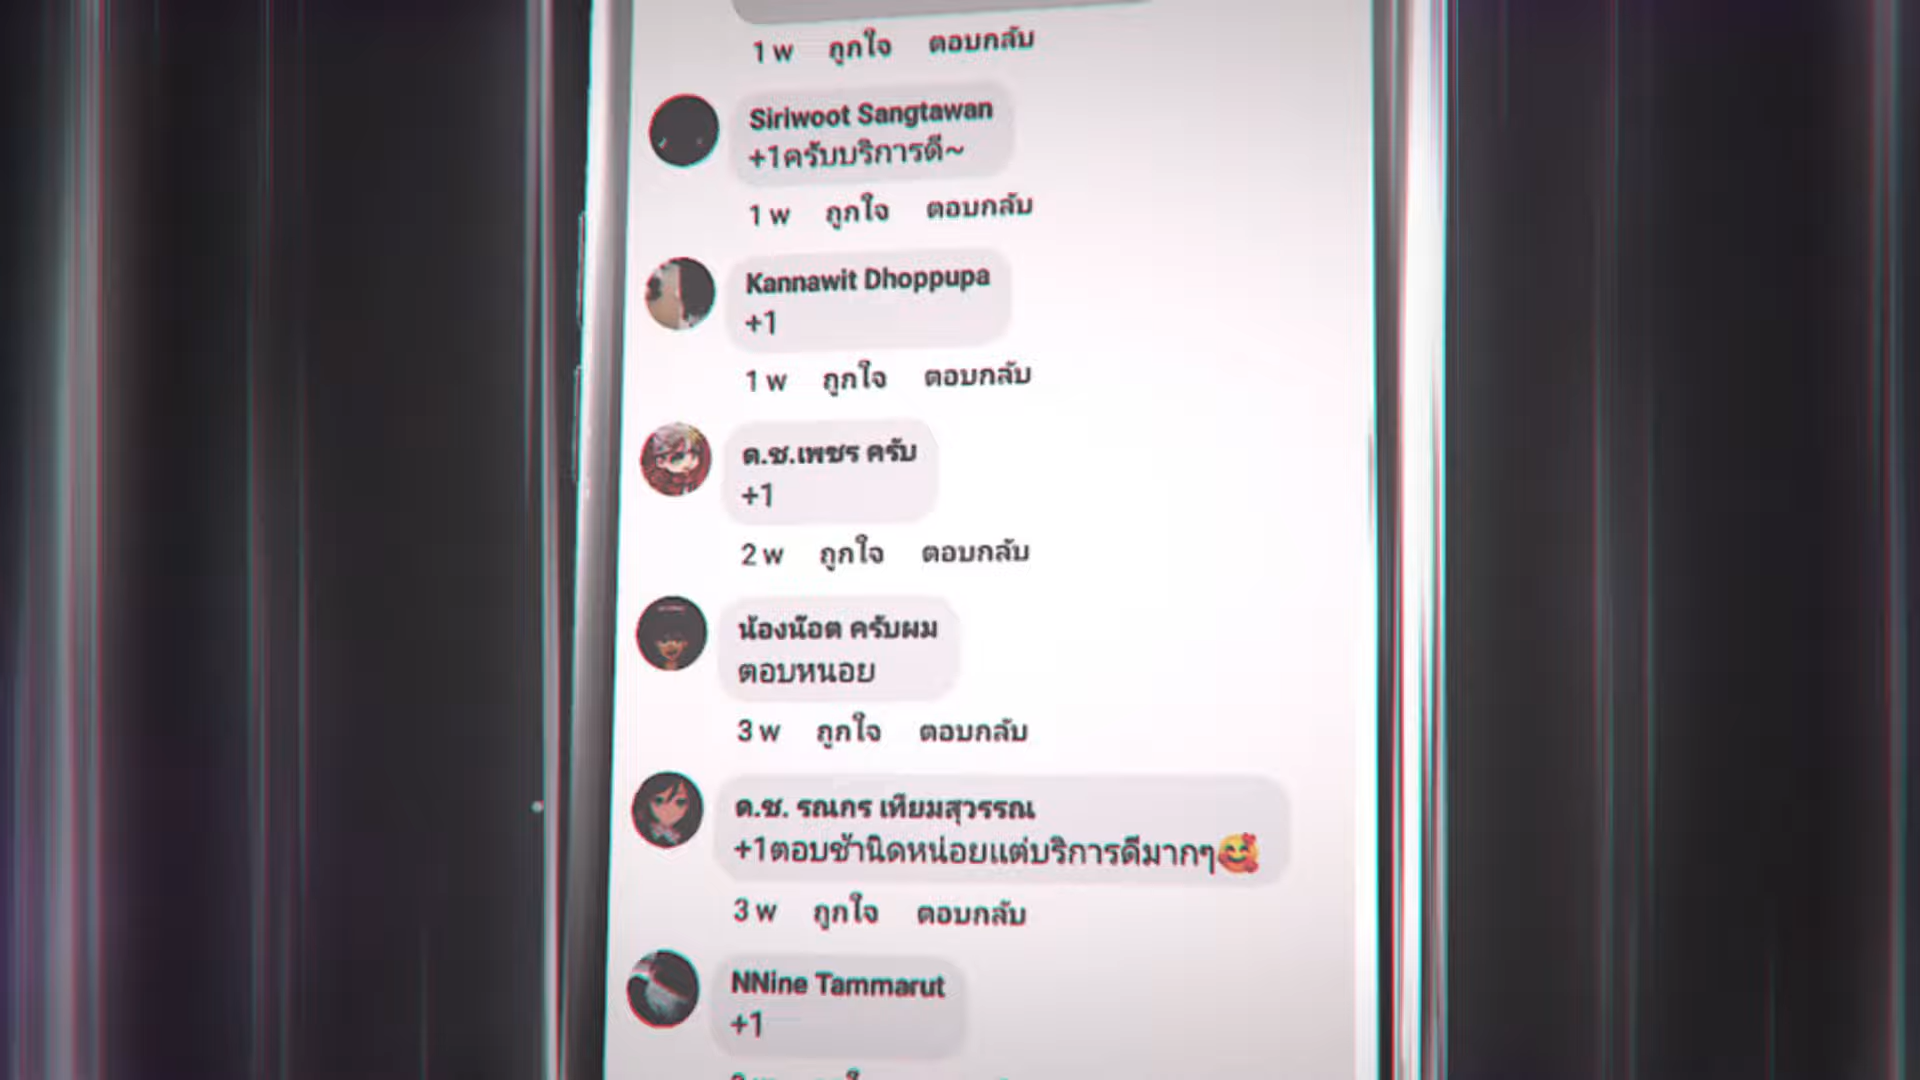 1 w ถูกใจ ตอบกลับ
Siriwoot Sangtawan
+1ครับบริการดี~
1 w ถูกใจ ตอบกลับ
Kannawit Dhoppupa
+1
1 w ถูกใจ ตอบกลับ
ด.ช.เพชร ครับ
+1
2 w ถูกใจ ตอบกลับ
น้องน๊อต ครับผม
ตอบหนอย
3 w ถูกใจ ตอบกลับ
ด.ช. รณกร เทียมสุวรรณ
+1ตอบช้านิดหน่อยแต่บริการดีมากๆ🥰
3 w ถูกใจ ตอบกลับ
NNine Tammarut
+1